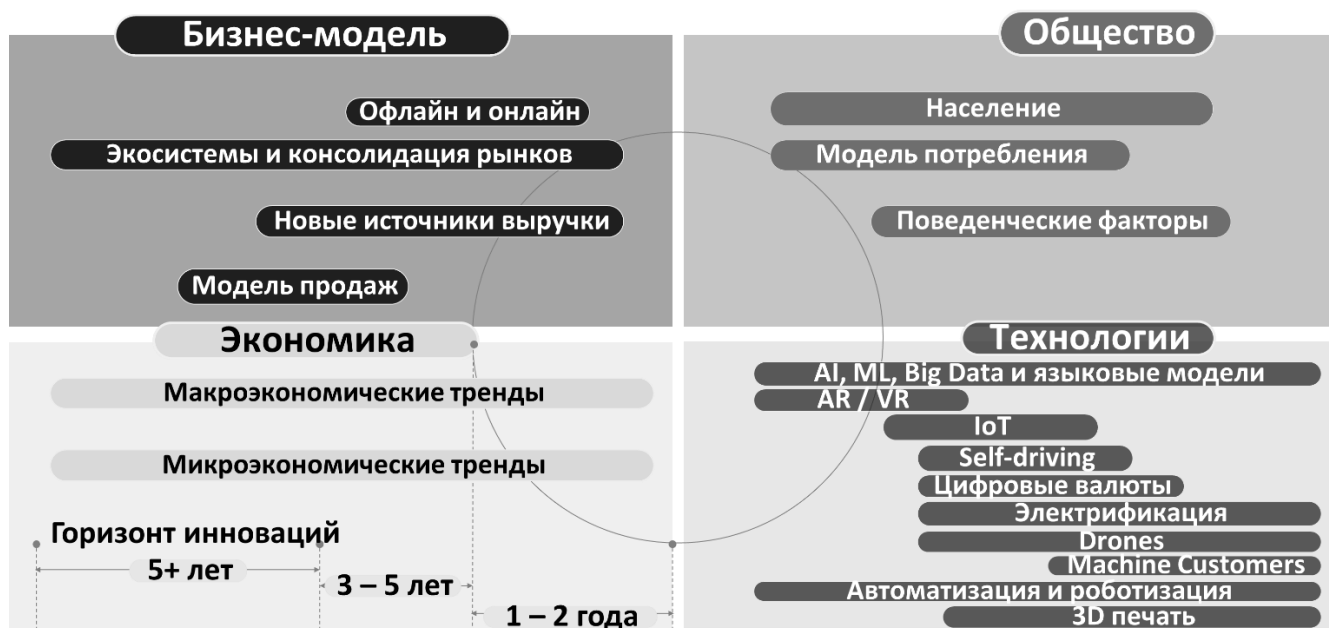 Бизнес-модель
Офлайн и онлайн
Экосистемы и консолидация рынков
Новые источники выручки
Модель продаж
Общество
Население
Модель потребления
Поведенческие факторы
Экономика
Макроэкономические тренды
Микроэкономические тренды
Горизонт инноваций
5+ лет
3 – 5 лет
1 – 2 года
Технологии
AI, ML, Big Data и языковые модели
AR / VR
IoT
Self-driving
Цифровые валюты
Электрификация
Drones
Machine Customers
Автоматизация и роботизация
3D печать